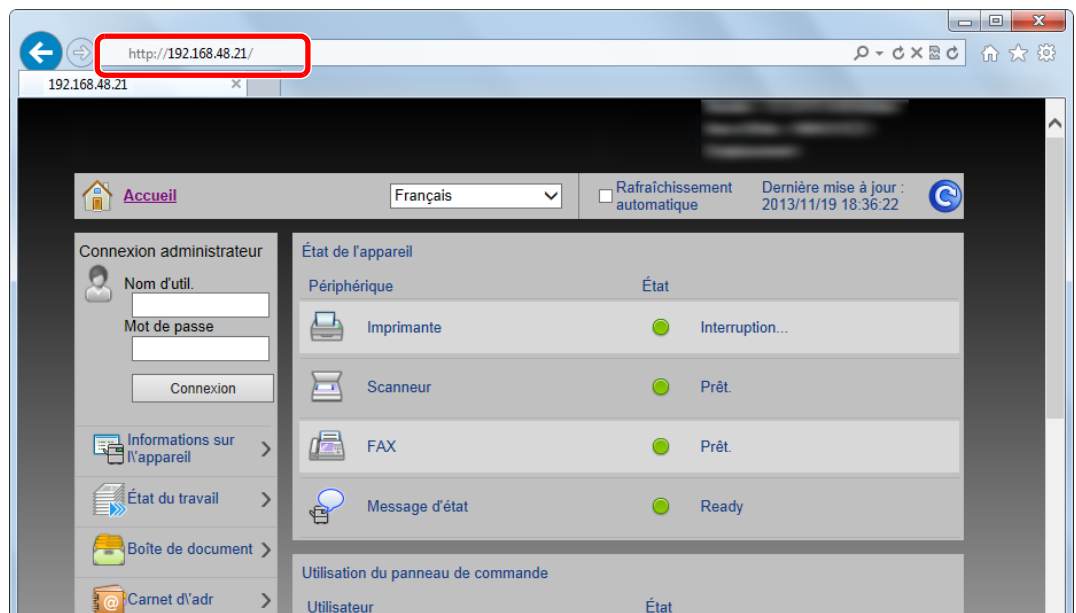 http://192.168.48.21/
192.168.48.21
Accueil
Français
Rafraîchissement automatique
Dernière mise à jour :
2013/11/19 18:36:22
Connexion administrateur
Nom d'util.
Mot de passe
Connexion
Informations sur
l\'appareil
État du travail
Boîte de document
Carnet d\'adr
État de l'appareil
Périphérique État
Imprimante Interruption...
Scanneur Prêt.
FAX Prêt.
Message d'état Ready
Utilisation du panneau de commande
Utilisateur État